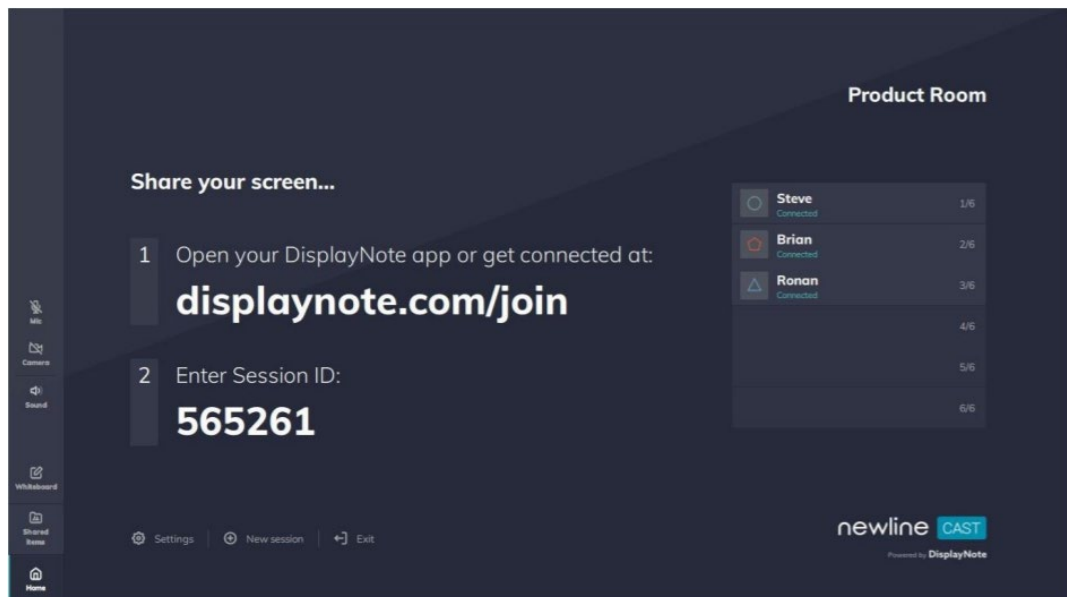 Product Room
Share your screen...
1 Open your DisplayNote app or get connected at:
displaynote.com/join
2 Enter Session ID:
565261
Steve 1/6
Connected
Brian 2/6
Connected
Ronan 3/6
Connected
4/6
5/6
6/6
Mic
Camera
Sound
Whiteboard
Shared
Items
Home
Settings New session Exit
newline CAST
Powered by DisplayNote